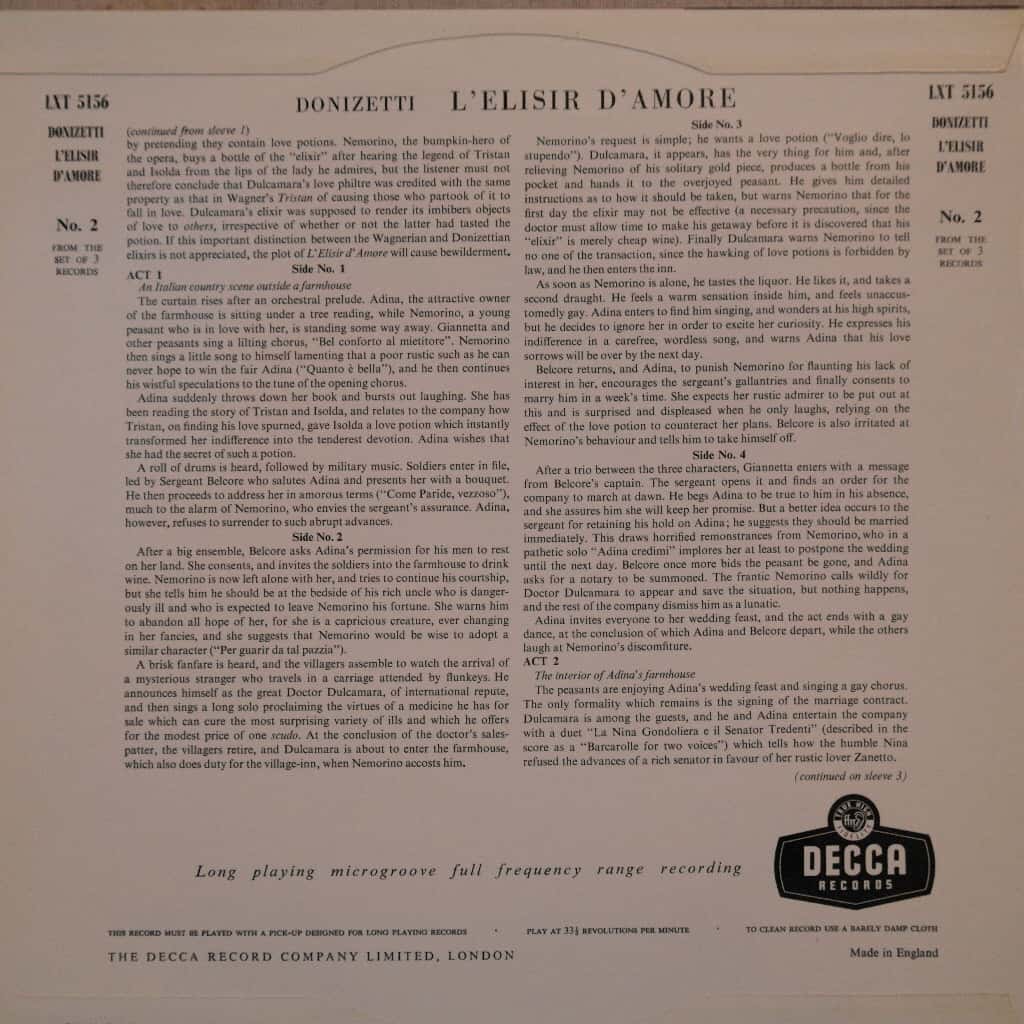 LXT 5156
DONIZETTI L'ELISIR D'AMORE
LXT 5156
DONIZETTI
L'ELISIR
D'AMORE
No. 2
FROM THE
SET OF 3
RECORDS
(continued from sleeve 1)
by pretending they contain love potions. Nemorino, the bumpkin-hero of
the opera, buys a bottle of the "elixir" after hearing the legend of Tristan
and Isolda from the lips of the lady he admires, but the listener must not
therefore conclude that Dulcamara's love philtre was credited with the same
property as that in Wagner's Tristan of causing those who partook of it to
fall in love. Dulcamara's elixir was supposed to render its imbibers objects
of love to others, irrespective of whether or not the latter had tasted the
potion. If this important distinction between the Wagnerian and Donizettian
elixirs is not appreciated, the plot of L'Elisir d'Amore will cause bewilderment.
Side No. 1
ACT 1
An Italian country scene outside a farmhouse
The curtain rises after an orchestral prelude. Adina, the attractive owner
of the farmhouse is sitting under a tree reading, while Nemorino, a young
peasant who is in love with her, is standing some way away. Giannetta and
other peasants sing a lilting chorus, "Bel conforto al mietitore". Nemorino
then sings a little song to himself lamenting that a poor rustic such as he can
never hope to win the fair Adina ("Quanto è bella"), and he then continues
his wistful speculations to the tune of the opening chorus.
Adina suddenly throws down her book and bursts out laughing. She has
been reading the story of Tristan and Isolda, and relates to the company how
Tristan, on finding his love spurned, gave Isolda a love potion which instantly
transformed her indifference into the tenderest devotion. Adina wishes that
she had the secret of such a potion.
A roll of drums is heard, followed by military music. Soldiers enter in file,
led by Sergeant Belcore who salutes Adina and presents her with a bouquet.
He then proceeds to address her in amorous terms ("Come Paride, vezzoso"),
much to the alarm of Nemorino, who envies the sergeant's assurance. Adina,
however, refuses to surrender to such abrupt advances.
Side No. 2
After a big ensemble, Belcore asks Adina's permission for his men to rest
on her land. She consents, and invites the soldiers into the farmhouse to drink
wine. Nemorino is now left alone with her, and tries to continue his courtship,
but she tells him he should be at the bedside of his rich uncle who is danger-
ously ill and who is expected to leave Nemorino his fortune. She warns him
to abandon all hope of her, for she is a capricious creature, ever changing
in her fancies, and she suggests that Nemorino would be wise to adopt a
similar character ("Per guarir da tal pazzia").
A brisk fanfare is heard, and the villagers assemble to watch the arrival of
a mysterious stranger who travels in a carriage attended by flunkeys. He
announces himself as the great Doctor Dulcamara, of international repute,
and then sings a long solo proclaiming the virtues of a medicine he has for
sale which can cure the most surprising variety of ills and which he offers
for the modest price of one scudo. At the conclusion of the doctor's sales-
patter, the villagers retire, and Dulcamara is about to enter the farmhouse,
which also does duty for the village-inn, when Nemorino accosts him.
Side No. 3
Nemorino's request is simple; he wants a love potion ("Voglio dire, lo
stupendo"). Dulcamara, it appears, has the very thing for him and, after
relieving Nemorino of his solitary gold piece, produces a bottle from his
pocket and hands it to the overjoyed peasant. He gives him detailed
instructions as to how it should be taken, but warns Nemorino that for the
first day the elixir may not be effective (a necessary precaution, since the
doctor must allow time to make his getaway before it is discovered that his
"elixir" is merely cheap wine). Finally Dulcamara warns Nemorino to tell
no one of the transaction, since the hawking of love potions is forbidden by
law, and he then enters the inn.
As soon as Nemorino is alone, he tastes the liquor. He likes it, and takes a
second draught. He feels a warm sensation inside him, and feels unaccus-
tomedly gay. Adina enters to find him singing, and wonders at his high spirits,
but he decides to ignore her in order to excite her curiosity. He expresses his
indifference in a carefree, wordless song, and warns Adina that his love
sorrows will be over by the next day.
Belcore returns, and Adina, to punish Nemorino for flaunting his lack of
interest in her, encourages the sergeant's gallantries and finally consents to
marry him in a week's time. She expects her rustic admirer to be put out at
this and is surprised and displeased when he only laughs, relying on the
effect of the love potion to counteract her plans. Belcore is also irritated at
Nemorino's behaviour and tells him to take himself off.
Side No. 4
After a trio between the three characters, Giannetta enters with a message
from Belcore's captain. The sergeant opens it and finds an order for the
company to march at dawn. He begs Adina to be true to him in his absence,
and she assures him she will keep her promise. But a better idea occurs to the
sergeant for retaining his hold on Adina; he suggests they should be married
immediately. This draws horrified remonstrances from Nemorino, who in a
pathetic solo "Adina credimi" implores her at least to postpone the wedding
until the next day. Belcore once more bids the peasant be gone, and Adina
asks for a notary to be summoned. The frantic Nemorino calls wildly for
Doctor Dulcamara to appear and save the situation, but nothing happens,
and the rest of the company dismiss him as a lunatic.
Adina invites everyone to her wedding feast, and the act ends with a gay
dance, at the conclusion of which Adina and Belcore depart, while the others
laugh at Nemorino's discomfiture.
ACT 2
The interior of Adina's farmhouse
The peasants are enjoying Adina's wedding feast and singing a gay chorus.
The only formality which remains is the signing of the marriage contract.
Dulcamara is among the guests, and he and Adina entertain the company
with a duet "La Nina Gondoliera e il Senator Tredenti" (described in the
score as a "Barcarolle for two voices") which tells how the humble Nina
refused the advances of a rich senator in favour of her rustic lover Zanetto.
(continued on sleeve 3)
DONIZETTI
L'ELISIR
D'AMORE
No. 2
FROM THE
SET OF 3
RECORDS
Long playing microgroove full frequency range recording
DECCA
RECORDS
THIS RECORD MUST BE PLAYED WITH A PICK-UP DESIGNED FOR LONG PLAYING RECORDS · PLAY AT 33⅓ REVOLUTIONS PER MINUTE · TO CLEAN RECORD USE A BARELY DAMP CLOTH
THE DECCA RECORD COMPANY LIMITED, LONDON
Made in England